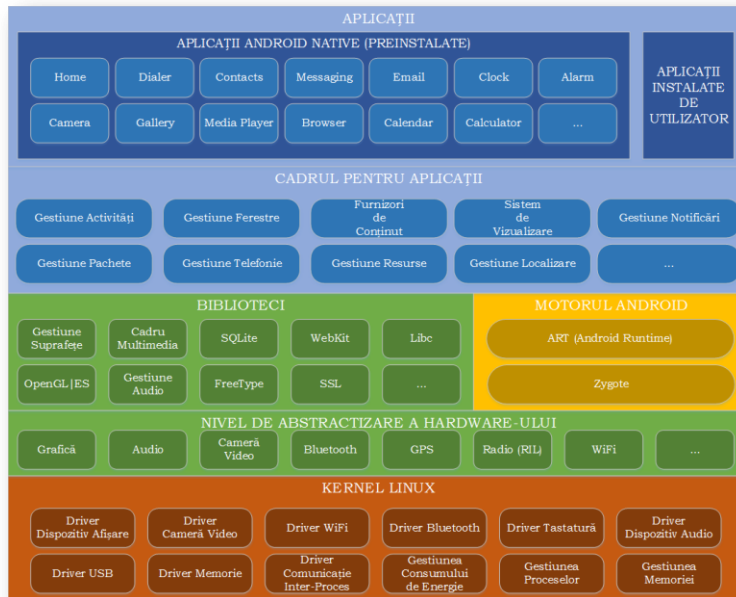 APLICAȚII
APLICAȚII ANDROID NATIVE (PREINSTALATE)
Home
Dialer
Contacts
Messaging
Email
Clock
Alarm
Camera
Gallery
Media Player
Browser
Calendar
Calculator
...
APLICAȚII
INSTALATE
DE
UTILIZATOR
CADRUL PENTRU APLICAȚII
Gestiune Activități
Gestiune Ferestre
Furnizori
de
Conținut
Sistem
de
Vizualizare
Gestiune Notificări
Gestiune Pachete
Gestiune Telefonie
Gestiune Resurse
Gestiune Localizare
...
BIBLIOTECI
Gestiune
Suprafețe
Cadru
Multimedia
SQLite
WebKit
Libc
OpenGL|ES
Gestiune
Audio
FreeType
SSL
...
MOTORUL ANDROID
ART (Android Runtime)
Zygote
NIVEL DE ABSTRACTIZARE A HARDWARE-ULUI
Grafică
Audio
Cameră
Video
Bluetooth
GPS
Radio (RIL)
WiFi
...
KERNEL LINUX
Driver
Dispozitiv Afișare
Driver
Cameră Video
Driver WiFi
Driver Bluetooth
Driver Tastatură
Driver
Dispozitiv Audio
Driver USB
Driver Memorie
Driver
Comunicație
Inter-Proces
Gestiunea
Consumului
de Energie
Gestiunea
Proceselor
Gestiunea
Memoriei